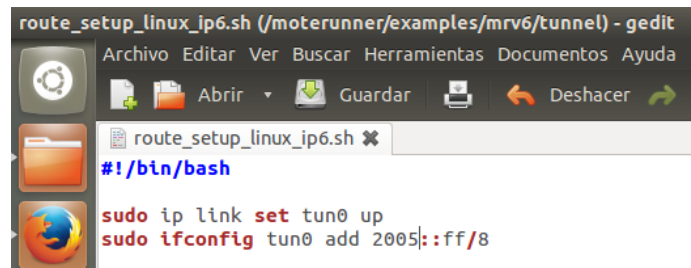 route_setup_linux_ip6.sh (/moterunner/examples/mrv6/tunnel) - gedit
Archivo Editar Ver Buscar Herramientas Documentos Ayuda
Abrir Guardar Deshacer
route_setup_linux_ip6.sh
#!/bin/bash
sudo ip link set tun0 up
sudo ifconfig tun0 add 2005::ff/8